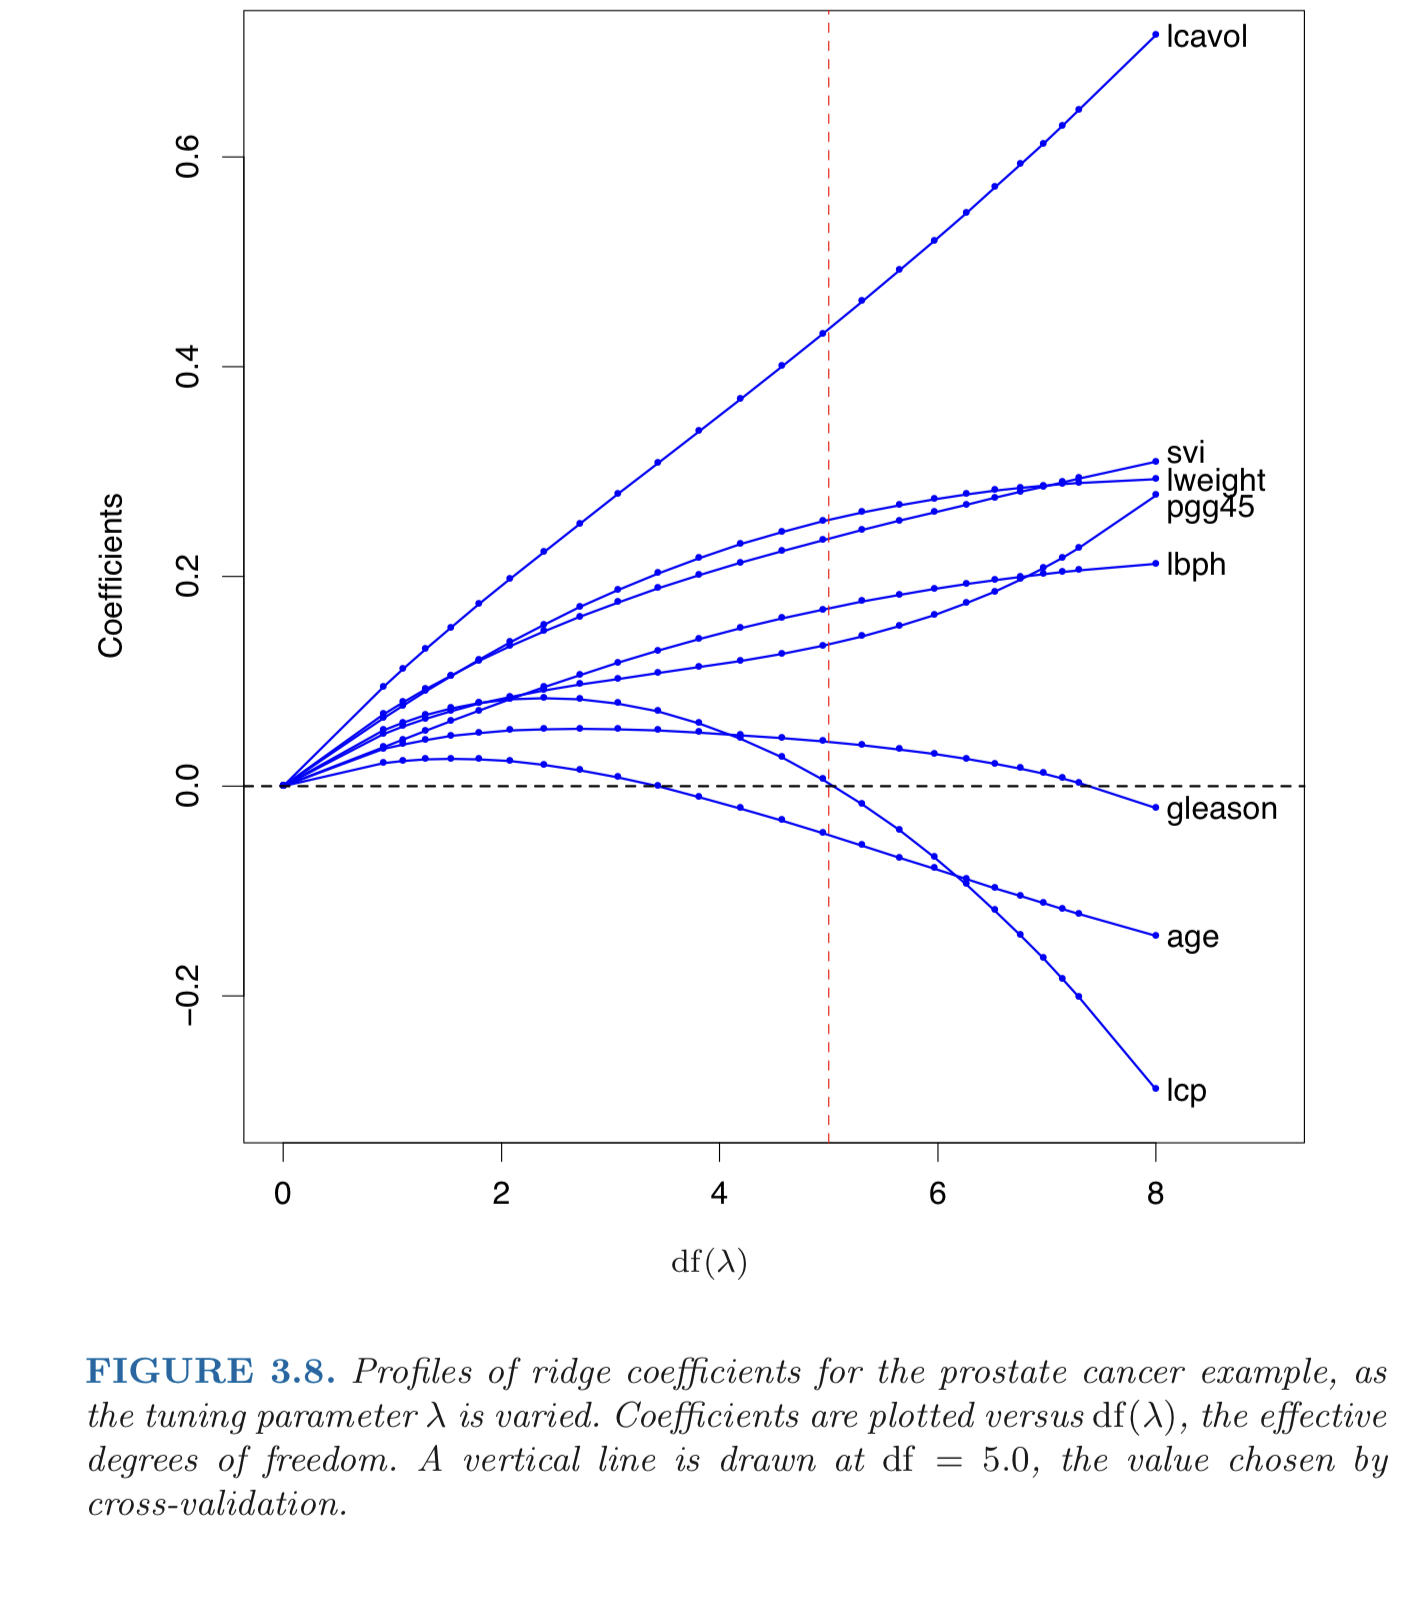 lcavol
0.6
0.4
svi
lweight
pgg45
lbph
0.2
Coefficients
0.0
gleason
age
−0.2
lcp
0 2 4 6 8
df(λ)
FIGURE 3.8. Profiles of ridge coefficients for the prostate cancer example, as
the tuning parameter λ is varied. Coefficients are plotted versus df(λ), the effective
degrees of freedom. A vertical line is drawn at df = 5.0, the value chosen by
cross-validation.